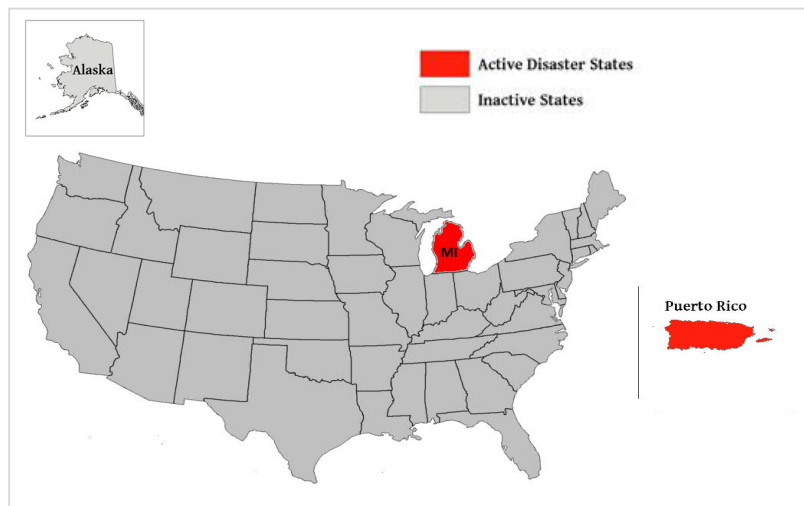 Alaska
Active Disaster States
Inactive States
MI
Puerto Rico